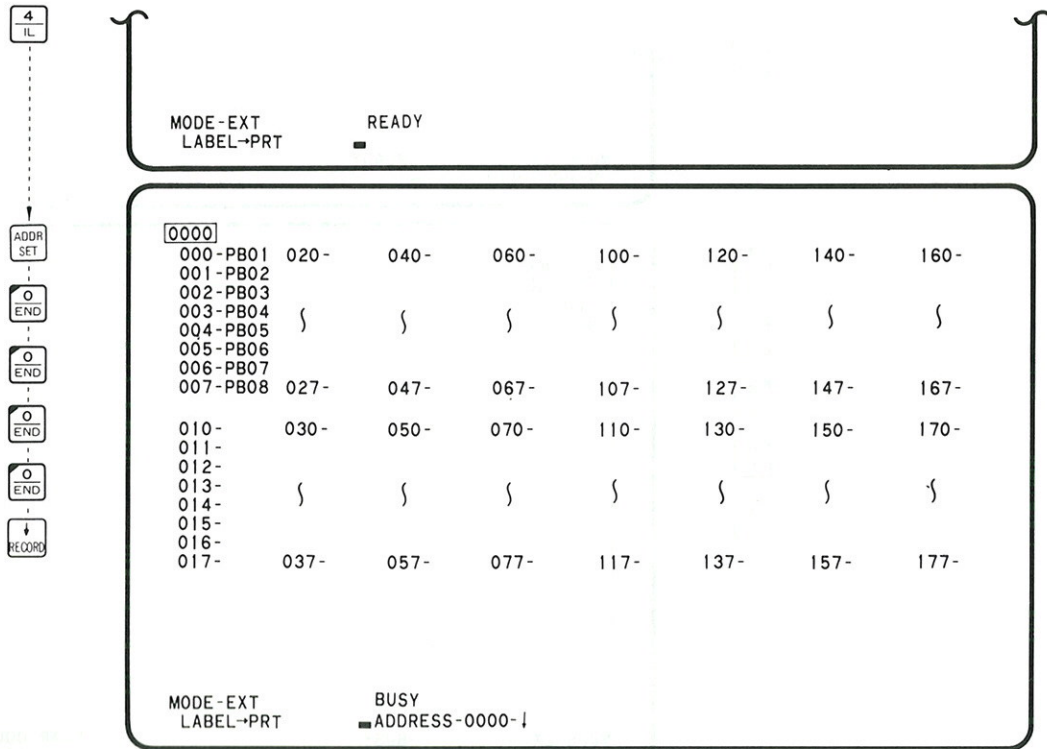 4
IL
MODE-EXT READY
LABEL→PRT
ADDR
SET
0
END
0
END
0
END
0
END
↓
RECORD
0000
000-PB01 020- 040- 060- 100- 120- 140- 160-
001-PB02
002-PB03
003-PB04
004-PB05
005-PB06
006-PB07
007-PB08 027- 047- 067- 107- 127- 147- 167-
010- 030- 050- 070- 110- 130- 150- 170-
011-
012-
013-
014-
015-
016-
017- 037- 057- 077- 117- 137- 157- 177-
MODE-EXT BUSY
LABEL→PRT ADDRESS-0000-↓